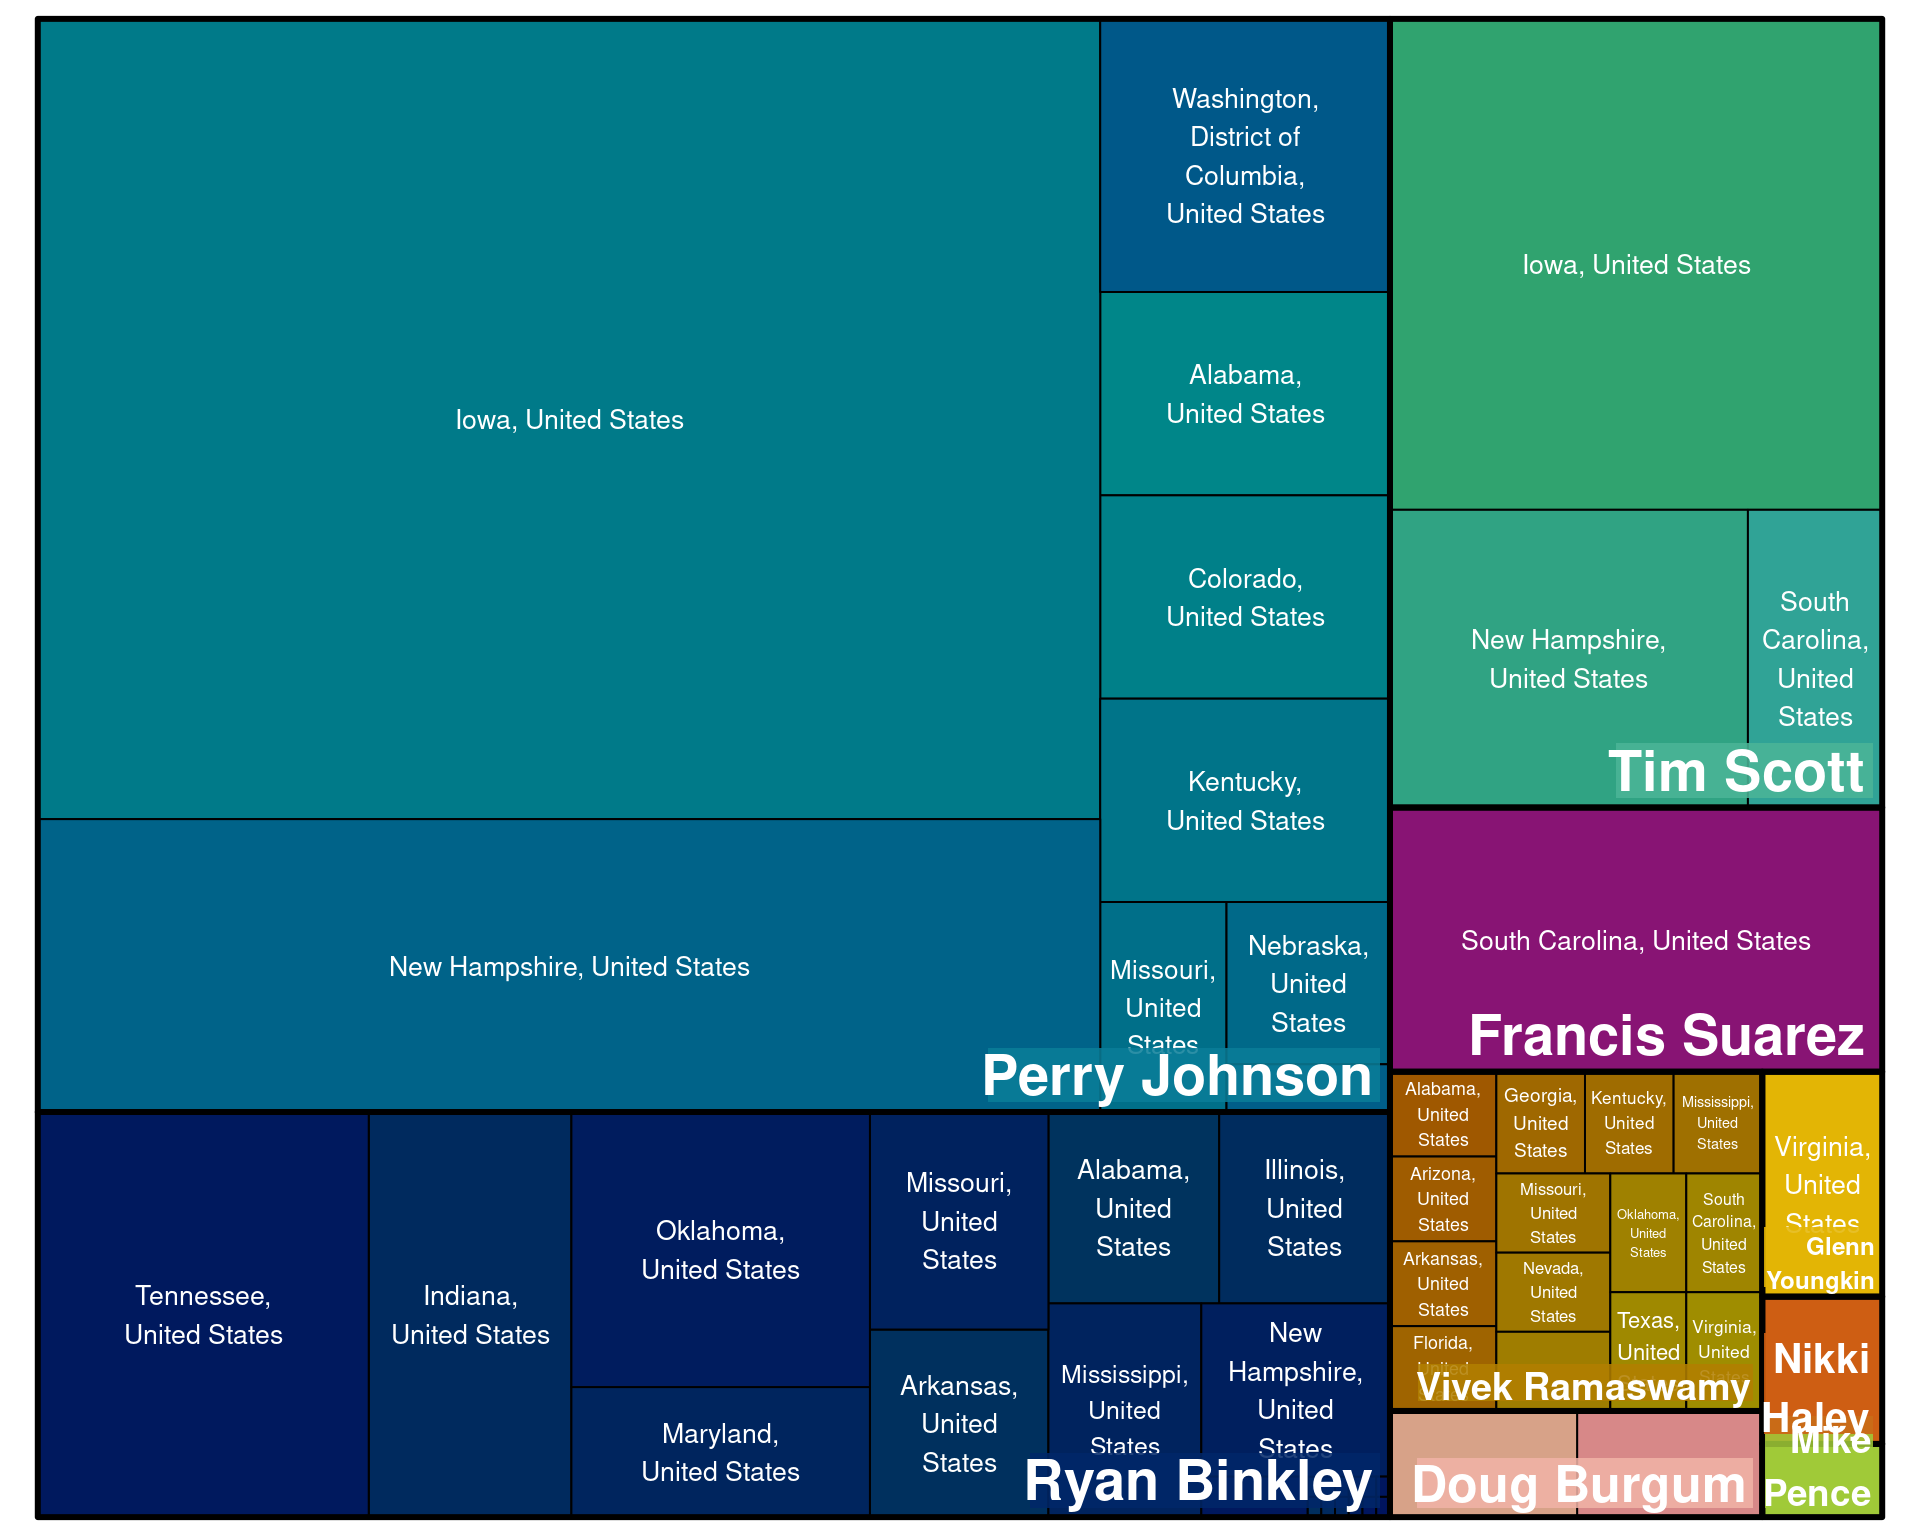 Iowa, United States
New Hampshire, United States
Washington,
District of
Columbia,
United States
Alabama,
United States
Colorado,
United States
Kentucky,
United States
Missouri,
United
States
Nebraska,
United
States
Perry Johnson
Tennessee,
United States
Indiana,
United States
Oklahoma,
United States
Maryland,
United States
Missouri,
United
States
Arkansas,
United
States
Alabama,
United
States
Illinois,
United
States
Mississippi,
United
States
New
Hampshire,
United
States
Ryan Binkley
Iowa, United States
New Hampshire,
United States
South
Carolina,
United
States
Tim Scott
South Carolina, United States
Francis Suarez
Alabama,
United
States
Arizona,
United
States
Arkansas,
United
States
Florida,
United
Georgia,
United
States
Kentucky,
United
States
Mississippi,
United
States
Missouri,
United
States
Nevada,
United
States
Oklahoma,
United
States
South
Carolina,
United
States
Texas,
United
Virginia,
United
States
Vivek Ramaswamy
Virginia,
United
States
Glenn
Youngkin
Nikki
Haley
Mike
Pence
Doug Burgum